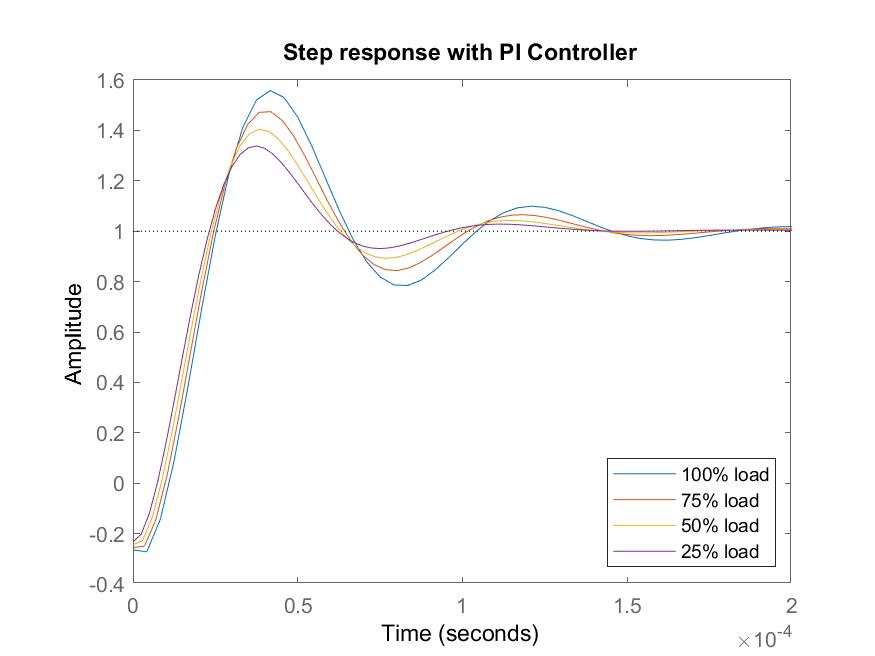 Step response with PI Controller
1.6
1.4
1.2
1
0.8
0.6
0.4
0.2
0
-0.2
-0.4
Amplitude
100% load
75% load
50% load
25% load
0 0.5 1 1.5 2
Time (seconds)
×10-4